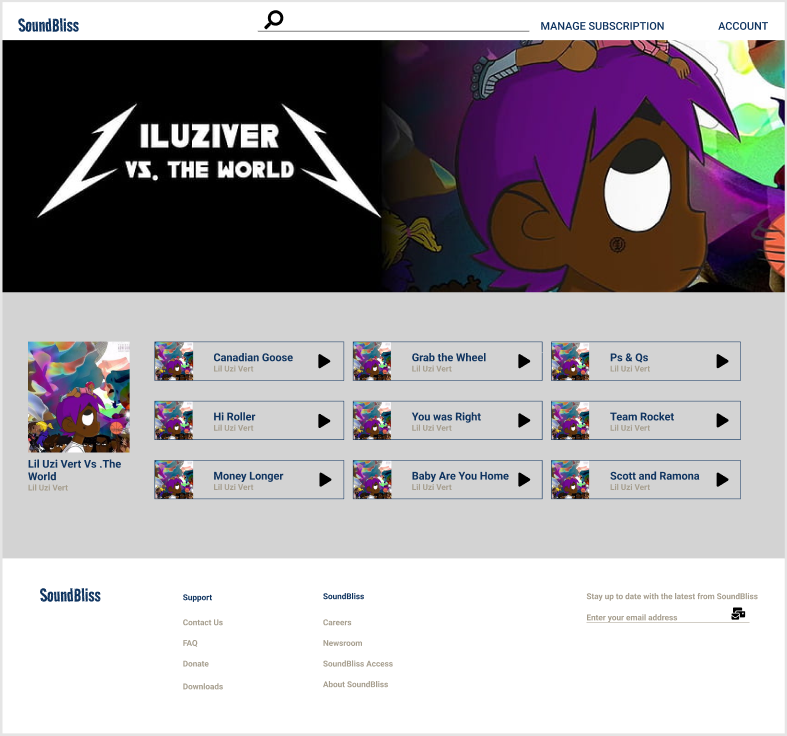 SoundBliss
MANAGE SUBSCRIPTION
ACCOUNT
ILUZIVER
VS. THE WORLD
Canadian Goose
Lil Uzi Vert
Grab the Wheel
Lil Uzi Vert
Ps & Qs
Lil Uzi Vert
Hi Roller
Lil Uzi Vert
You was Right
Lil Uzi Vert
Team Rocket
Lil Uzi Vert
Lil Uzi Vert Vs .The
World
Lil Uzi Vert
Money Longer
Lil Uzi Vert
Baby Are You Home
Lil Uzi Vert
Scott and Ramona
Lil Uzi Vert
SoundBliss
Support
Contact Us
FAQ
Donate
Downloads
SoundBliss
Careers
Newsroom
SoundBliss Access
About SoundBliss
Stay up to date with the latest from SoundBliss
Enter your email address